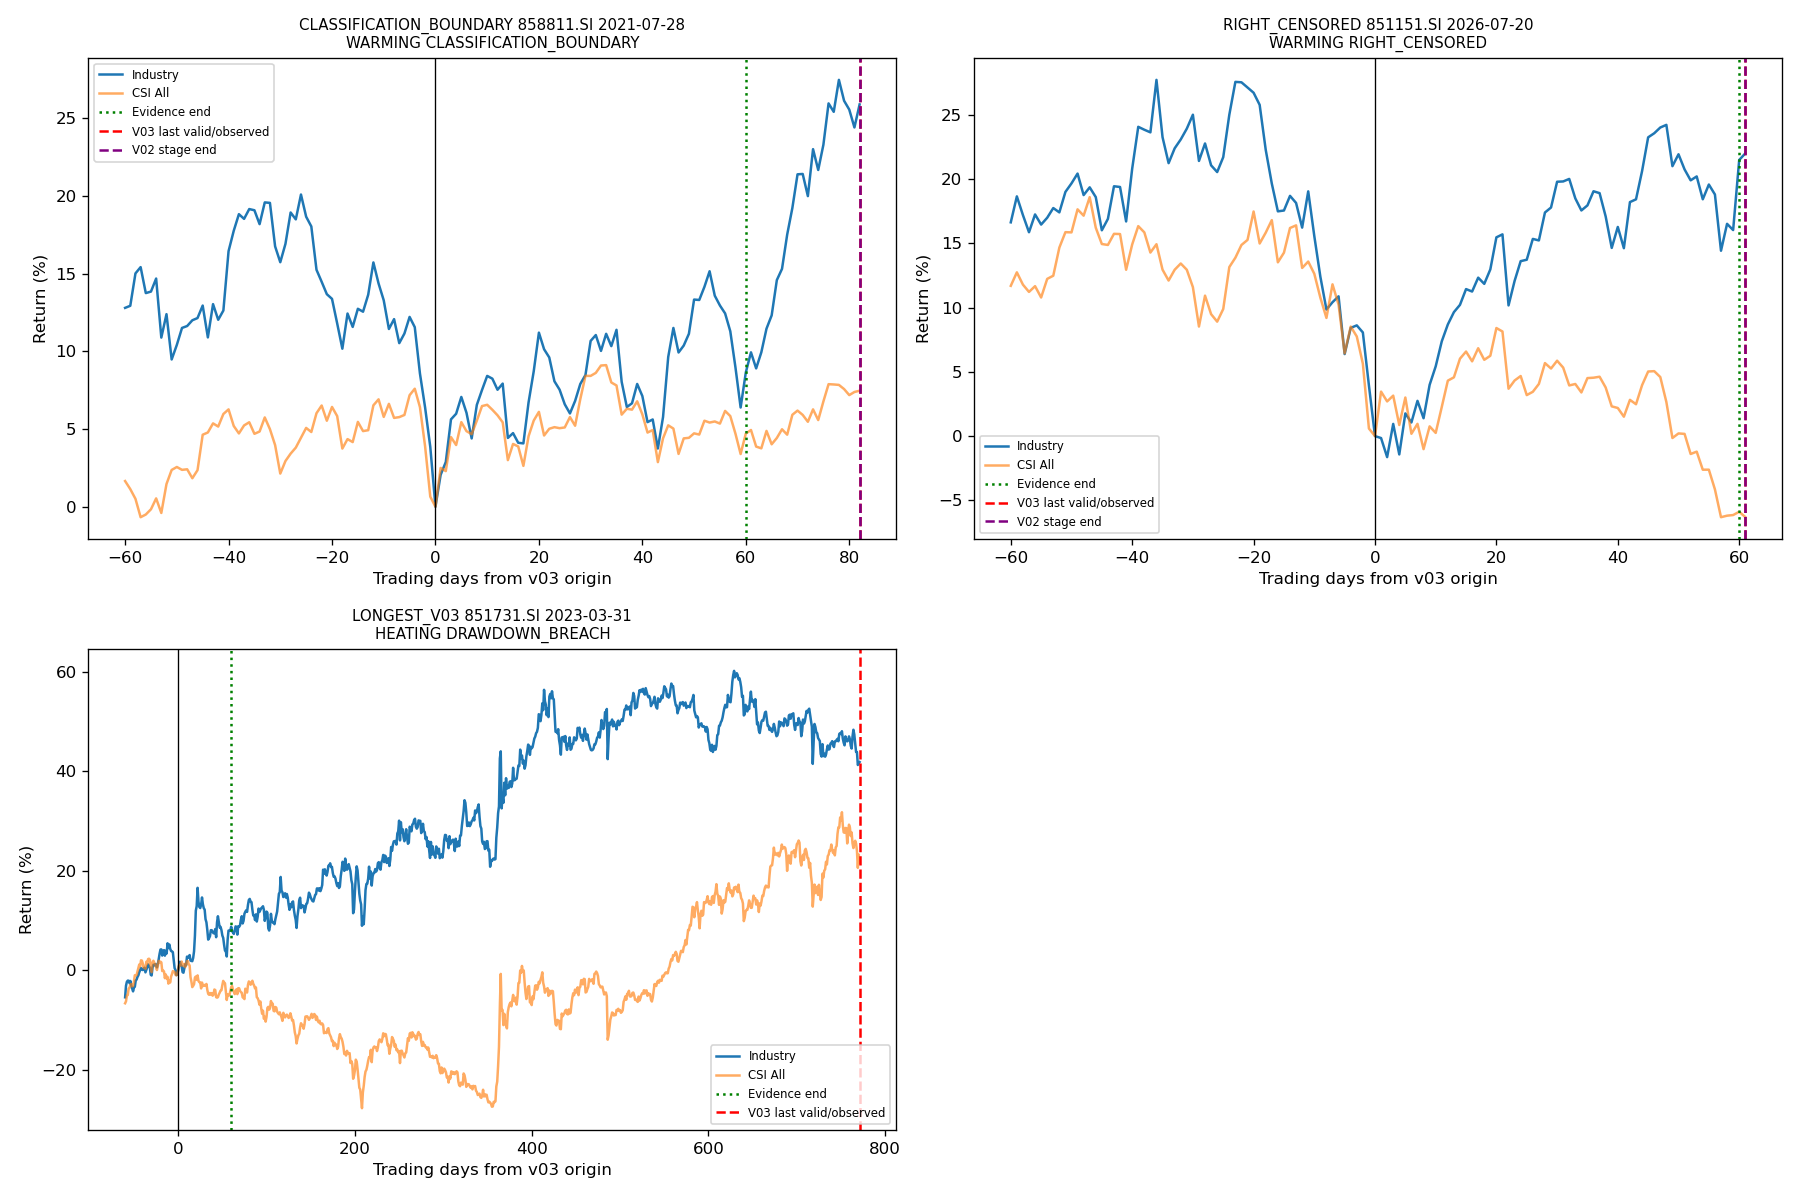 CLASSIFICATION_BOUNDARY 858811.SI 2021-07-28
WARMING CLASSIFICATION_BOUNDARY
Industry
CSI All
Evidence end
V03 last valid/observed
V02 stage end
Return (%)
25
20
15
10
5
0
−60
−40
−20
0
20
40
60
80
Trading days from v03 origin
RIGHT_CENSORED 851151.SI 2026-07-20
WARMING RIGHT_CENSORED
Industry
CSI All
Evidence end
V03 last valid/observed
V02 stage end
Return (%)
25
20
15
10
5
0
−5
−60
−40
−20
0
20
40
60
Trading days from v03 origin
LONGEST_V03 851731.SI 2023-03-31
HEATING DRAWDOWN_BREACH
Industry
CSI All
Evidence end
V03 last valid/observed
Return (%)
60
40
20
0
−20
0
200
400
600
800
Trading days from v03 origin